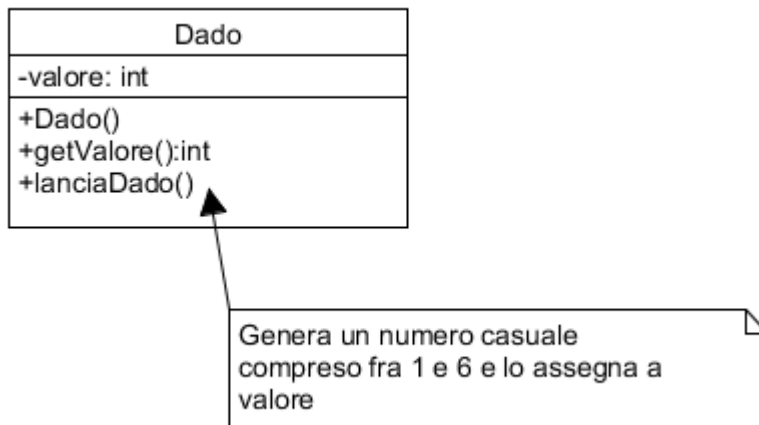 Dado
-valore: int
+Dado()
+getValore():int
+lanciaDado()
Genera un numero casuale
compreso fra 1 e 6 e lo assegna a
valore